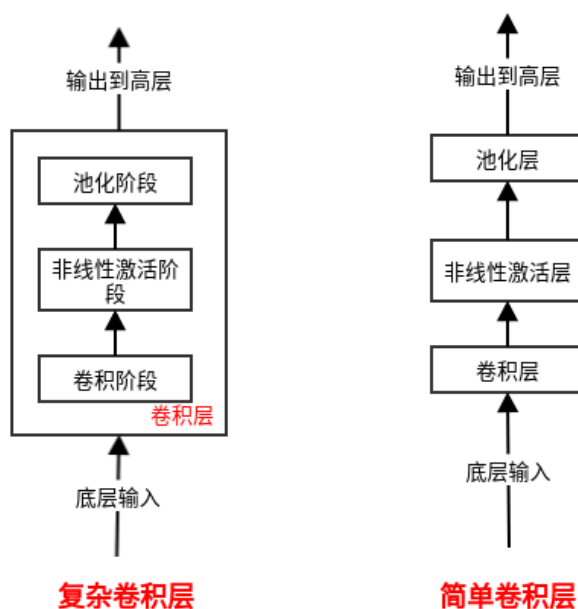 输出到高层
池化阶段
非线性激活阶
段
卷积阶段
卷积层
底层输入
复杂卷积层
输出到高层
池化层
非线性激活层
卷积层
底层输入
简单卷积层